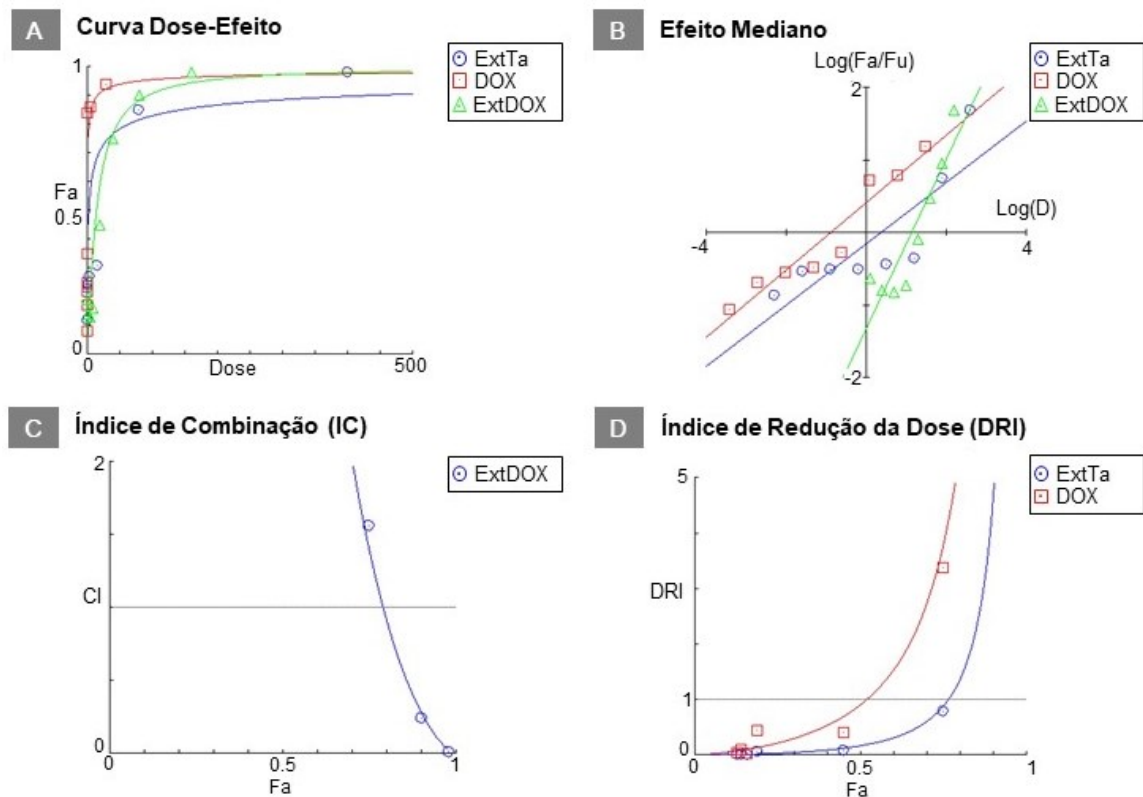 A Curva Dose-Efeito
ExtTa
DOX
ExtDOX
1
Fa
0.5
0
0
Dose
500
B Efeito Mediano
Log(Fa/Fu)
2
ExtTa
DOX
ExtDOX
Log(D)
-4
4
-2
C Índice de Combinação (IC)
2
ExtDOX
CI
0
0.5
1
Fa
D Índice de Redução da Dose (DRI)
5
ExtTa
DOX
DRI
1
0
0.5
1
Fa